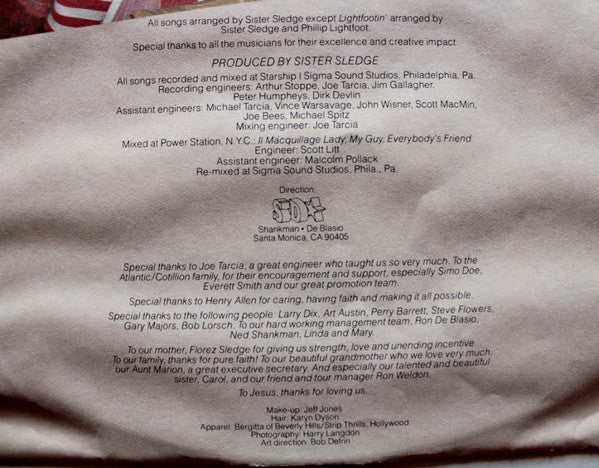 All songs arranged by Sister Sledge except Lightfootin' arranged by
Sister Sledge and Phillip Lightfoot.
Special thanks to all the musicians for their excellence and creative impact.
PRODUCED BY SISTER SLEDGE
All songs recorded and mixed at Starship I Sigma Sound Studios, Philadelphia, Pa.
Recording engineers: Arthur Stoppe, Joe Tarcia, Jim Gallagher,
Peter Humpheys, Dirk Devlin
Assistant engineers: Michael Tarcia, Vince Warsavage, John Wisner, Scott MacMin,
Joe Bees, Michael Spitz
Mixing engineer: Joe Tarcia
Mixed at Power Station, N.Y.C., Il Macquillage Lady, My Guy, Everybody's Friend
Engineer: Scott Litt
Assistant engineer: Malcolm Pollack
Re-mixed at Sigma Sound Studios, Phila., Pa.
Direction:
SD
Shankman • De Blasio
Santa Monica, CA 90405
Special thanks to Joe Tarcia, a great engineer who taught us so very much. To the
Atlantic/Cotillion family, for their encouragement and support, especially Simo Doe,
Everett Smith and our great promotion team.
Special thanks to Henry Allen for caring, having faith and making it all possible.
Special thanks to the following people: Larry Dix, Art Austin, Perry Barrett, Steve Flowers,
Gary Majors, Bob Lorsch. To our hard working management team, Ron De Blasio,
Ned Shankman, Linda and Mary.
To our mother, Florez Sledge for giving us strength, love and unending incentive.
To our family, thanks for pure faith! To our beautiful grandmother who we love very much,
our Aunt Marion, a great executive secretary. And especially our talented and beautiful
sister, Carol, and our friend and tour manager Ron Weldon.
To Jesus, thanks for loving us.
Make-up: Jeff Jones
Hair: Karyn Dyson
Apparel: Bergitta of Beverly Hills/Strip Thrills, Hollywood
Photography: Harry Langdon
Art direction: Bob Defrin